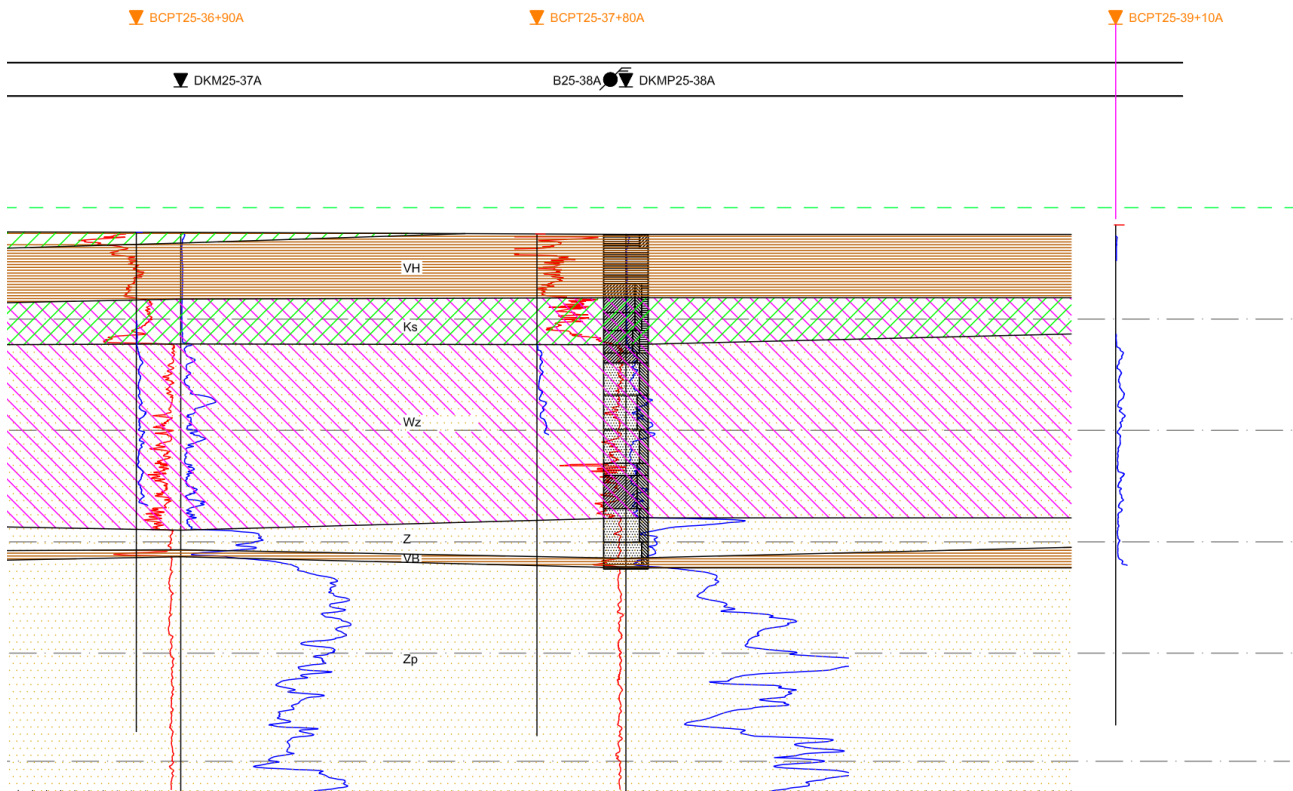 BCPT25-36+90A
BCPT25-37+80A
BCPT25-39+10A
DKM25-37A
B25-38A
DKMP25-38A
VH
Ks
Wz
Z
VB
Zp